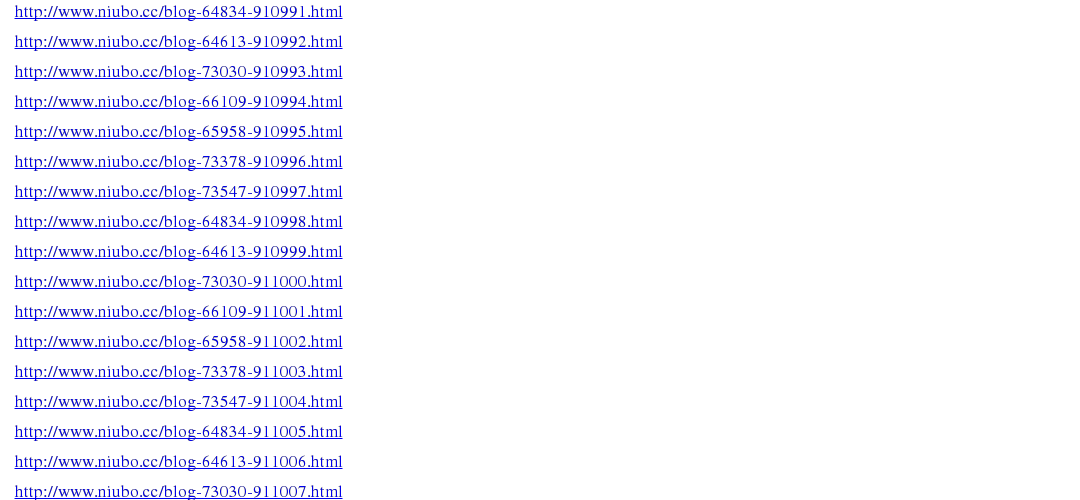 http://www.niubo.cc/blog-64834-910991.html
http://www.niubo.cc/blog-64613-910992.html
http://www.niubo.cc/blog-73030-910993.html
http://www.niubo.cc/blog-66109-910994.html
http://www.niubo.cc/blog-65958-910995.html
http://www.niubo.cc/blog-73378-910996.html
http://www.niubo.cc/blog-73547-910997.html
http://www.niubo.cc/blog-64834-910998.html
http://www.niubo.cc/blog-64613-910999.html
http://www.niubo.cc/blog-73030-911000.html
http://www.niubo.cc/blog-66109-911001.html
http://www.niubo.cc/blog-65958-911002.html
http://www.niubo.cc/blog-73378-911003.html
http://www.niubo.cc/blog-73547-911004.html
http://www.niubo.cc/blog-64834-911005.html
http://www.niubo.cc/blog-64613-911006.html
http://www.niubo.cc/blog-73030-911007.html